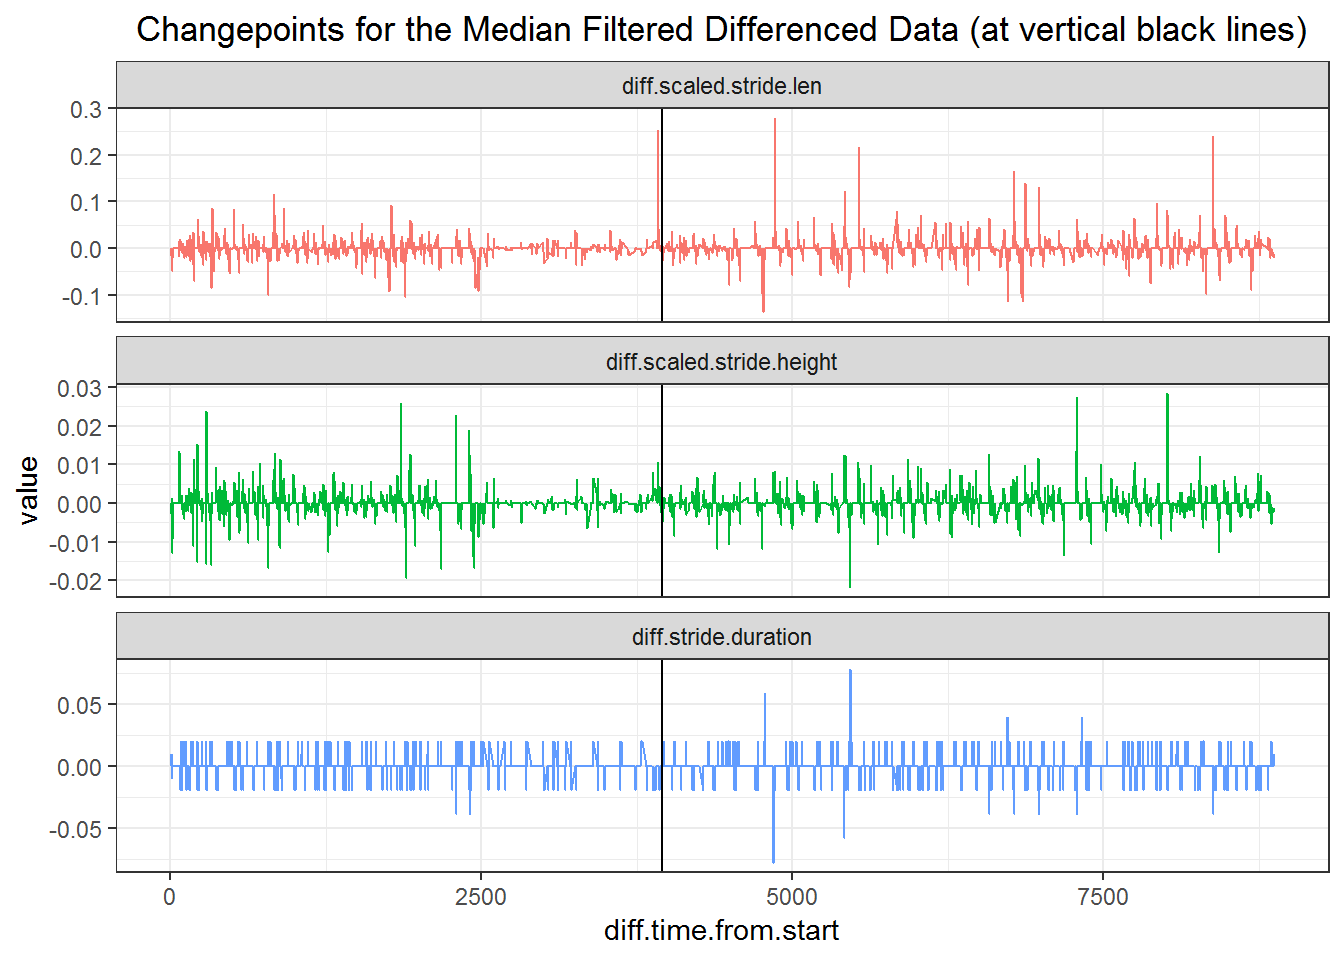 Changepoints for the Median Filtered Differenced Data (at vertical black lines)
diff.scaled.stride.len
0.3
0.2
0.1
0.0
-0.1
diff.scaled.stride.height
0.03
0.02
0.01
0.00
-0.01
-0.02
value
diff.stride.duration
0.05
0.00
-0.05
0 2500 5000 7500
diff.time.from.start